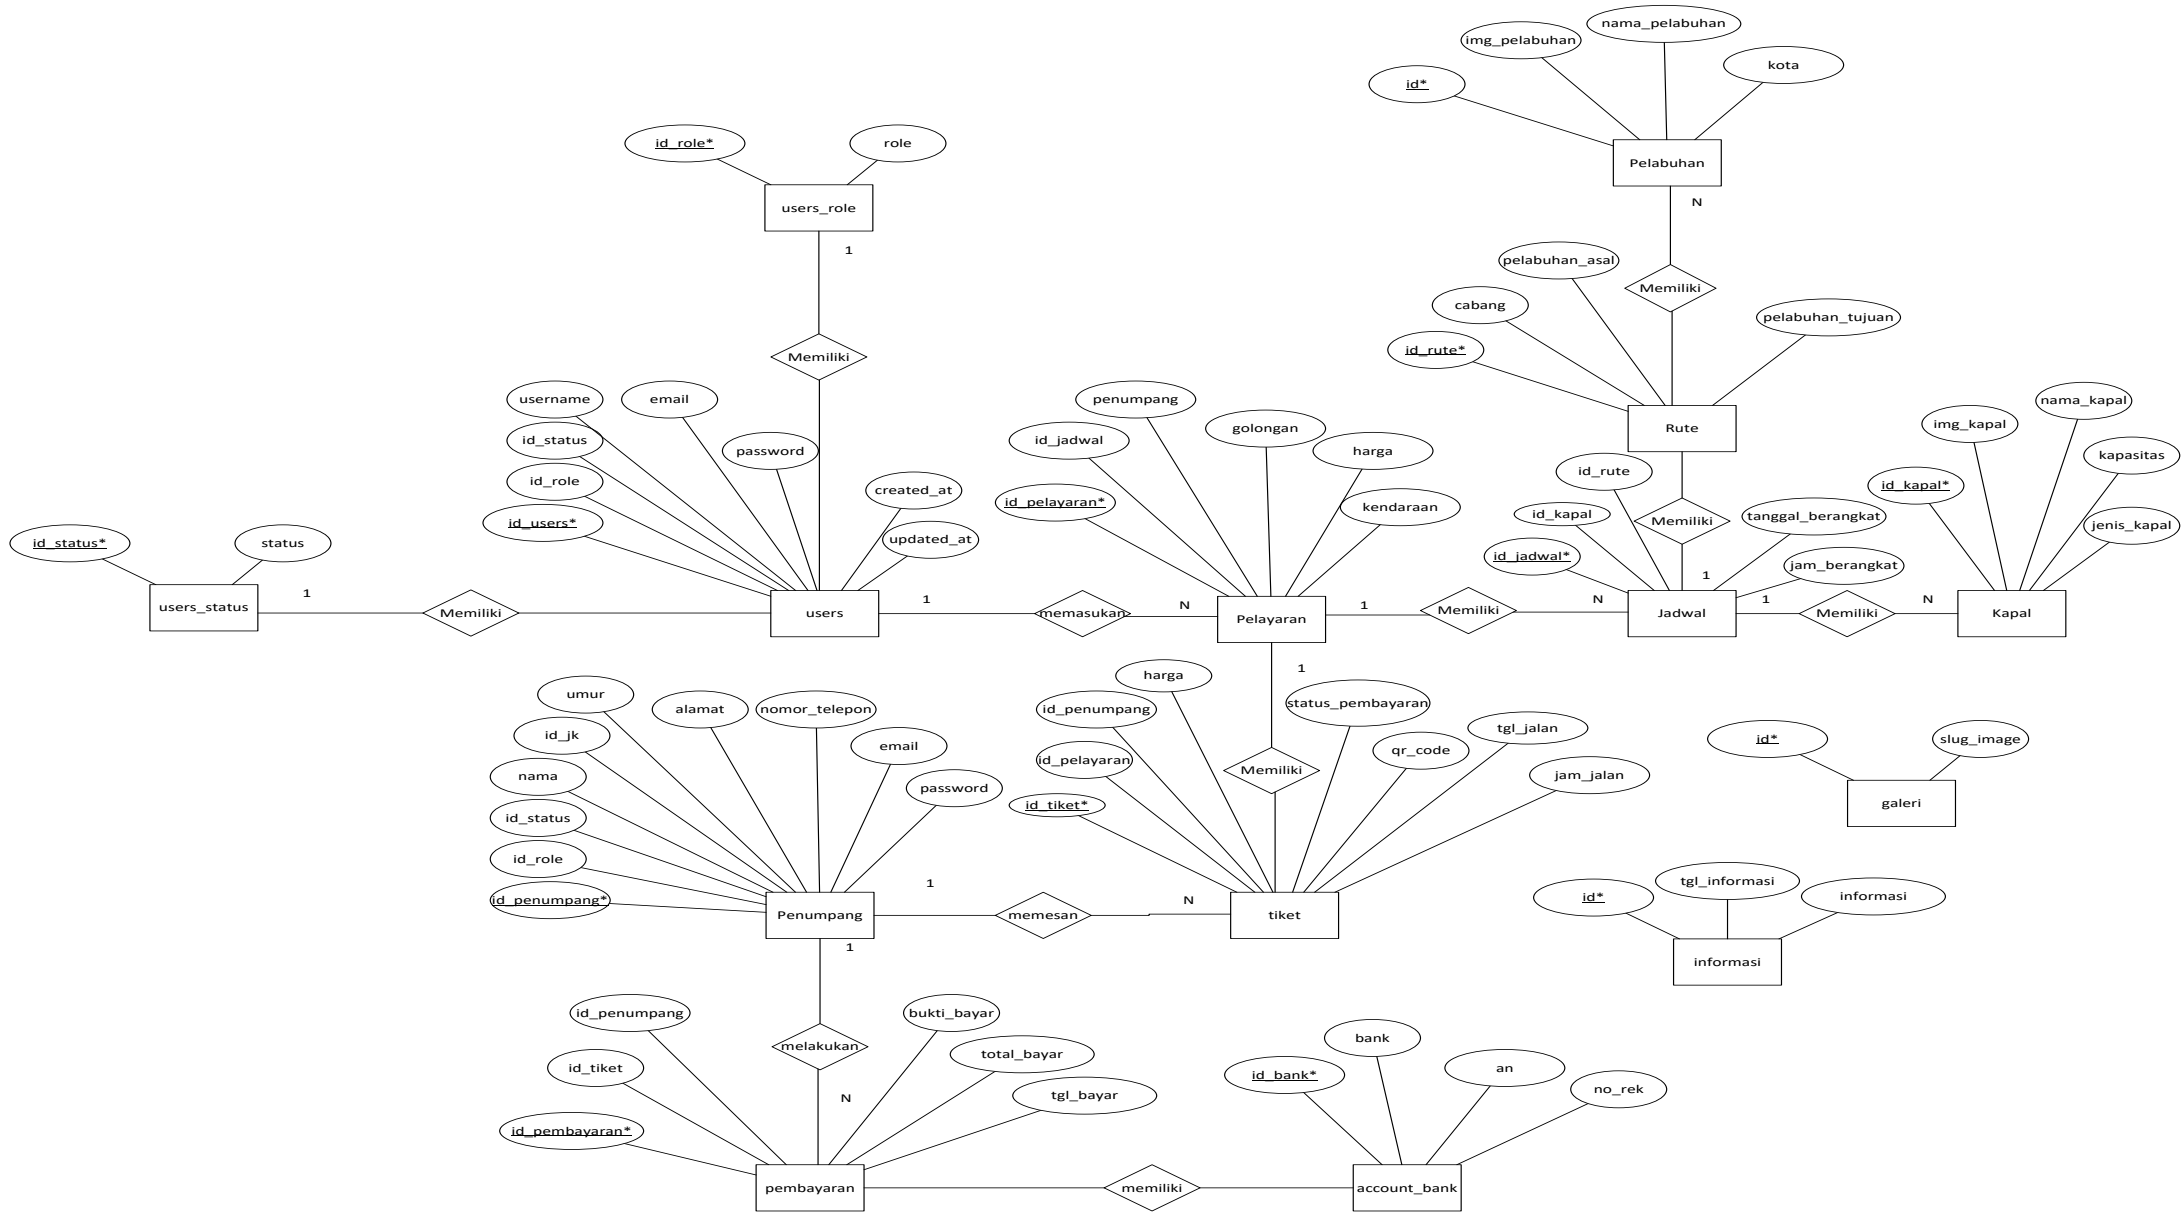 nama_pelabuhan
img_pelabuhan
kota
id*
Pelabuhan
N
id_role*
role
users_role
1
Memiliki
pelabuhan_asal
Memiliki
cabang
pelabuhan_tujuan
id_rute*
Rute
username
email
id_status
password
id_role
created_at
id_users*
updated_at
users
id_status*
status
users_status
1
Memiliki
1
memasukan
N
penumpang
golongan
id_jadwal
harga
id_pelayaran*
kendaraan
Pelayaran
1
Memiliki
N
id_rute
Memiliki
id_kapal
tanggal_berangkat
id_jadwal*
jam_berangkat
1
Jadwal
1
Memiliki
N
nama_kapal
img_kapal
kapasitas
id_kapal*
jenis_kapal
Kapal
1
Memiliki
umur
alamat
nomor_telepon
id_jk
email
nama
password
id_status
id_role
id_penumpang*
Penumpang
1
memesan
N
harga
id_penumpang
status_pembayaran
tgl_jalan
id_pelayaran
qr_code
jam_jalan
id_tiket*
tiket
id*
slug_image
galeri
tgl_informasi
id*
informasi
informasi
1
melakukan
N
id_penumpang
bukti_bayar
id_tiket
total_bayar
tgl_bayar
id_pembayaran*
pembayaran
memiliki
bank
id_bank*
an
no_rek
account_bank